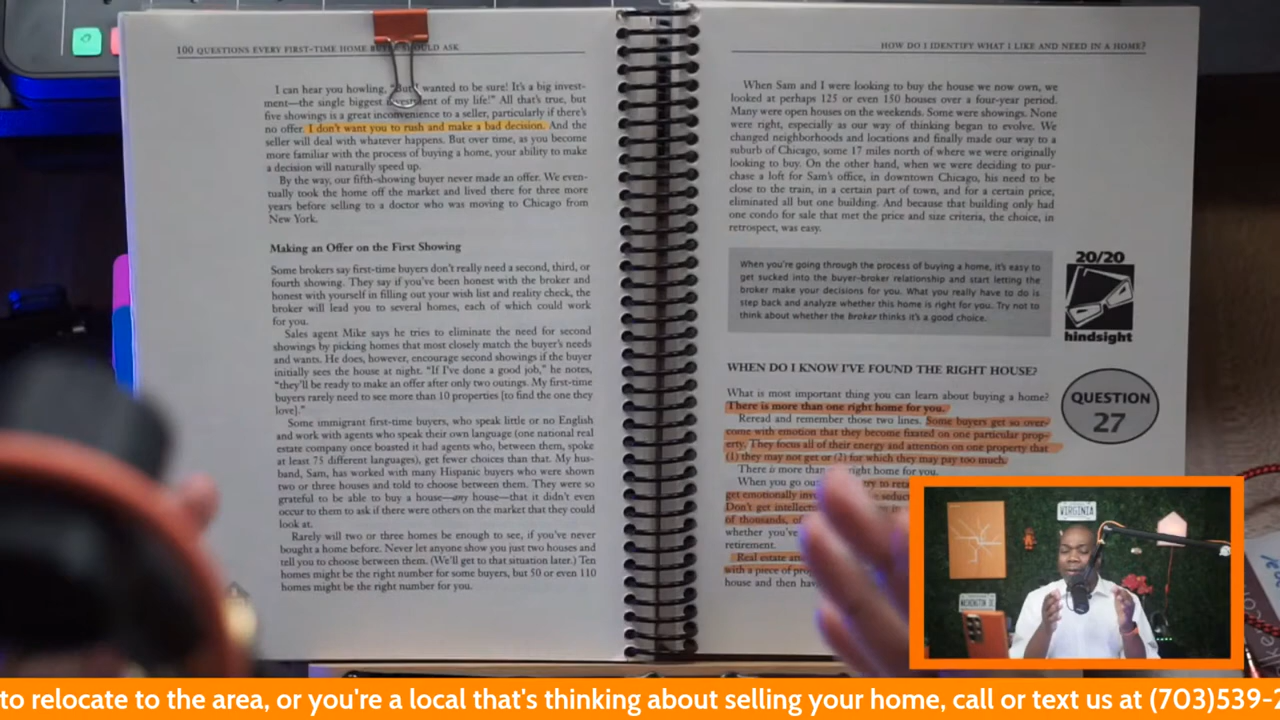 100 QUESTIONS EVERY FIRST-TIME HOME BUYER SHOULD ASK
I can hear you howling, "But I wanted to be sure! It's a big invest-
ment—the single biggest investment of my life!" All that's true, but
five showings is a great inconvenience to a seller, particularly if there's
no offer. I don't want you to rush and make a bad decision. And the
seller will deal with whatever happens. But over time, as you become
more familiar with the process of buying a home, your ability to make
a decision will naturally speed up.
By the way, our fifth-showing buyer never made an offer. We even-
tually took the home off the market and lived there for three more
years before selling to a doctor who was moving to Chicago from
New York.
Making an Offer on the First Showing
Some brokers say first-time buyers don't really need a second, third, or
fourth showing. They say if you've been honest with the broker and
honest with yourself in filling out your wish list and reality check, the
broker will lead you to several homes, each of which could work
for you.
Sales agent Mike says he tries to eliminate the need for second
showings by picking homes that most closely match the buyer's needs
and wants. He does, however, encourage second showings if the buyer
initially sees the house at night. "If I've done a good job," he notes,
"they'll be ready to make an offer after only two outings. My first-time
buyers rarely need to see more than 10 properties [to find the one they
love]."
Some immigrant first-time buyers, who speak little or no English
and work with agents who speak their own language (one national real
estate company once boasted it had agents who, between them, spoke
at least 75 different languages), get fewer choices than that. My hus-
band, Sam, has worked with many Hispanic buyers who were shown
two or three houses and told to choose between them. They were so
grateful to be able to buy a house—any house—that it didn't even
occur to them to ask if there were others on the market that they could
look at.
Rarely will two or three homes be enough to see, if you've never
bought a home before. Never let anyone show you just two houses and
tell you to choose between them. (We'll get to that situation later.) Ten
homes might be the right number for some buyers, but 50 or even 110
homes might be the right number for you.
HOW DO I IDENTIFY WHAT I LIKE AND NEED IN A HOME?
When Sam and I were looking to buy the house we now own, we
looked at perhaps 125 or even 150 houses over a four-year period.
Many were open houses on the weekends. Some were showings. None
were right, especially as our way of thinking began to evolve. We
changed neighborhoods and locations and finally made our way to a
suburb of Chicago, some 17 miles north of where we were originally
looking to buy. On the other hand, when we were deciding to pur-
chase a loft for Sam's office, in downtown Chicago, his need to be
close to the train, in a certain part of town, and for a certain price,
eliminated all but one building. And because that building only had
one condo for sale that met the price and size criteria, the choice, in
retrospect, was easy.
When you're going through the process of buying a home, it's easy to
get sucked into the buyer-broker relationship and start letting the
broker make your decisions for you. What you really have to do is
step back and analyze whether this home is right for you. Try not to
think about whether the broker thinks it's a good choice.
20/20
hindsight
WHEN DO I KNOW I'VE FOUND THE RIGHT HOUSE?
QUESTION
27
What is most important thing you can learn about buying a home?
There is more than one right home for you.
Reread and remember those two lines. Some buyers get so over-
come with emotion that they become fixated on one particular prop-
erty. They focus all of their energy and attention on one property that
(1) they may not get or (2) for which they may pay too much.
There is more than right home for you.
When you go out try to
get emotionally
Don't get
of thousands, of
whether you've
retirement.
Real estate
with a piece of
house and then
VIRGINIA
WASHINGTON DC
to relocate to the area, or you're a local that's thinking about selling your home, call or text us at (703)539-2